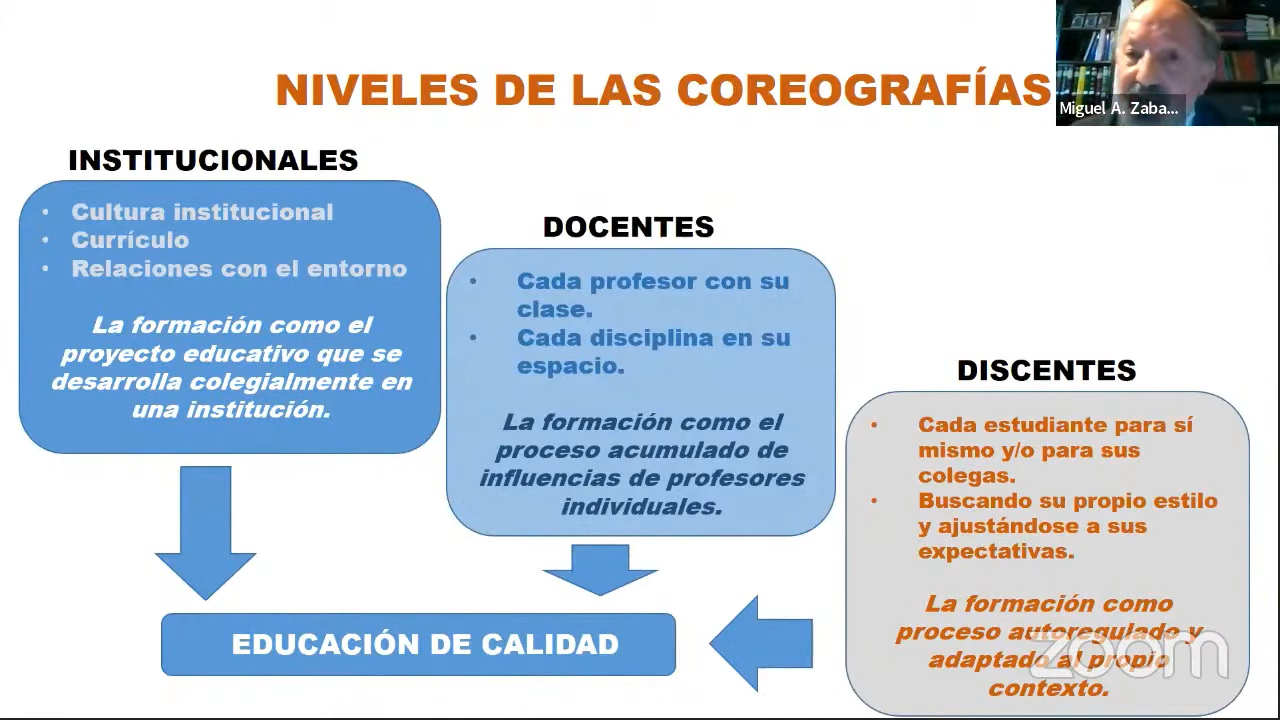 NIVELES DE LAS COREOGRAFÍAS
Miguel A. Zaba...
INSTITUCIONALES
• Cultura institucional
• Currículo
• Relaciones con el entorno
La formación como el
proyecto educativo que se
desarrolla colegialmente en
una institución.
DOCENTES
• Cada profesor con su
clase.
• Cada disciplina en su
espacio.
La formación como el
proceso acumulado de
influencias de profesores
individuales.
DISCENTES
• Cada estudiante para sí
mismo y/o para sus
colegas.
• Buscando su propio estilo
y ajustándose a sus
expectativas.
La formación como
proceso autoregulado y
adaptado al propio
contexto.
EDUCACIÓN DE CALIDAD
zoom